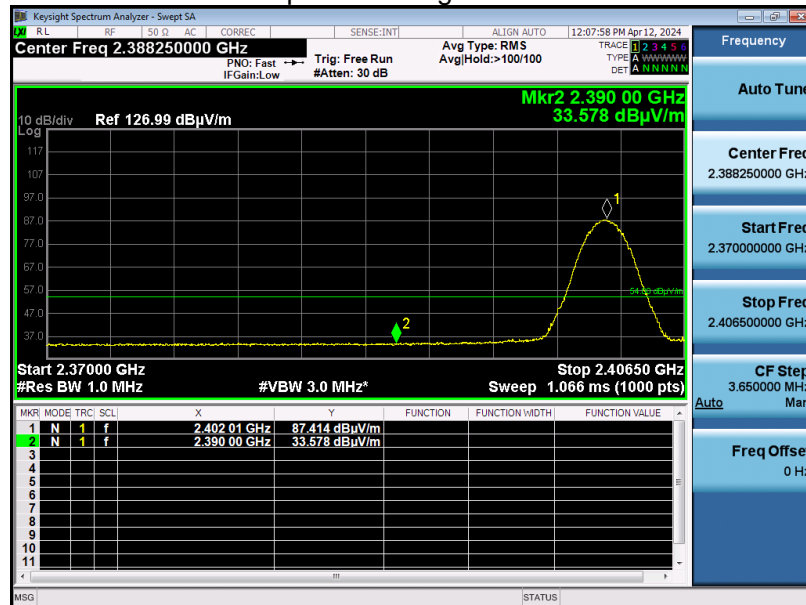 Keysight Spectrum Analyzer - Swept SA
LXI RL RF 50 Ω AC CORREC SENSE:INT ALIGN AUTO 12:07:58 PM Apr 12, 2024
Center Freq 2.388250000 GHz
PNO: Fast
IFGain:Low
Trig: Free Run
#Atten: 30 dB
Avg Type: RMS
Avg|Hold:>100/100
TRACE 1 2 3 4 5 6
TYPE A WWWWW
DET A N N N N N
Mkr2 2.390 00 GHz
33.578 dBµV/m
10 dB/div Ref 126.99 dBµV/m
Log
117
107
97.0
87.0
77.0
67.0
57.0
47.0
37.0
1
2
Start 2.37000 GHz Stop 2.40650 GHz
#Res BW 1.0 MHz #VBW 3.0 MHz* Sweep 1.066 ms (1000 pts)
MKR MODE TRC SCL X Y FUNCTION FUNCTION WIDTH FUNCTION VALUE
1 N 1 f 2.402 01 GHz 87.414 dBµV/m
2 N 1 f 2.390 00 GHz 33.578 dBµV/m
3
4
5
6
7
8
9
10
11
MSG STATUS
Frequency
Auto Tune
Center Freq
2.388250000 GHz
Start Freq
2.370000000 GHz
Stop Freq
2.406500000 GHz
CF Step
3.650000 MHz
Auto Man
Freq Offset
0 Hz